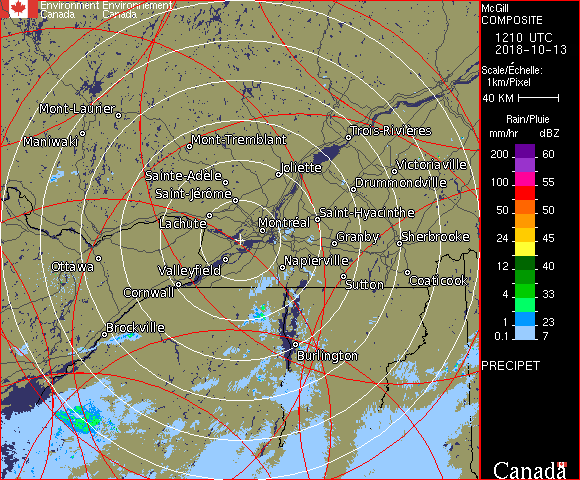 Environment Environnement
Canada Canada
McGill
COMPOSITE
1210 UTC
2018-10-13
Scale/Échelle:
1km/Pixel
40 KM
Rain/Pluie
mm/hr dBZ
200 60
100 55
50 50
24 45
12 40
4 33
1 23
0.1 7
PRECIPET
Canada
Mont-Laurier
Maniwaki
Mont-Tremblant
Trois-Rivières
Victoriaville
Joliette
Sainte-Adèle
Drummondville
Saint-Jérôme
Saint-Hyacinthe
Lachute
Montréal
Granby
Sherbrooke
Ottawa
Valleyfield
Napierville
Cornwall
Sutton
Coaticook
Brockville
Burlington